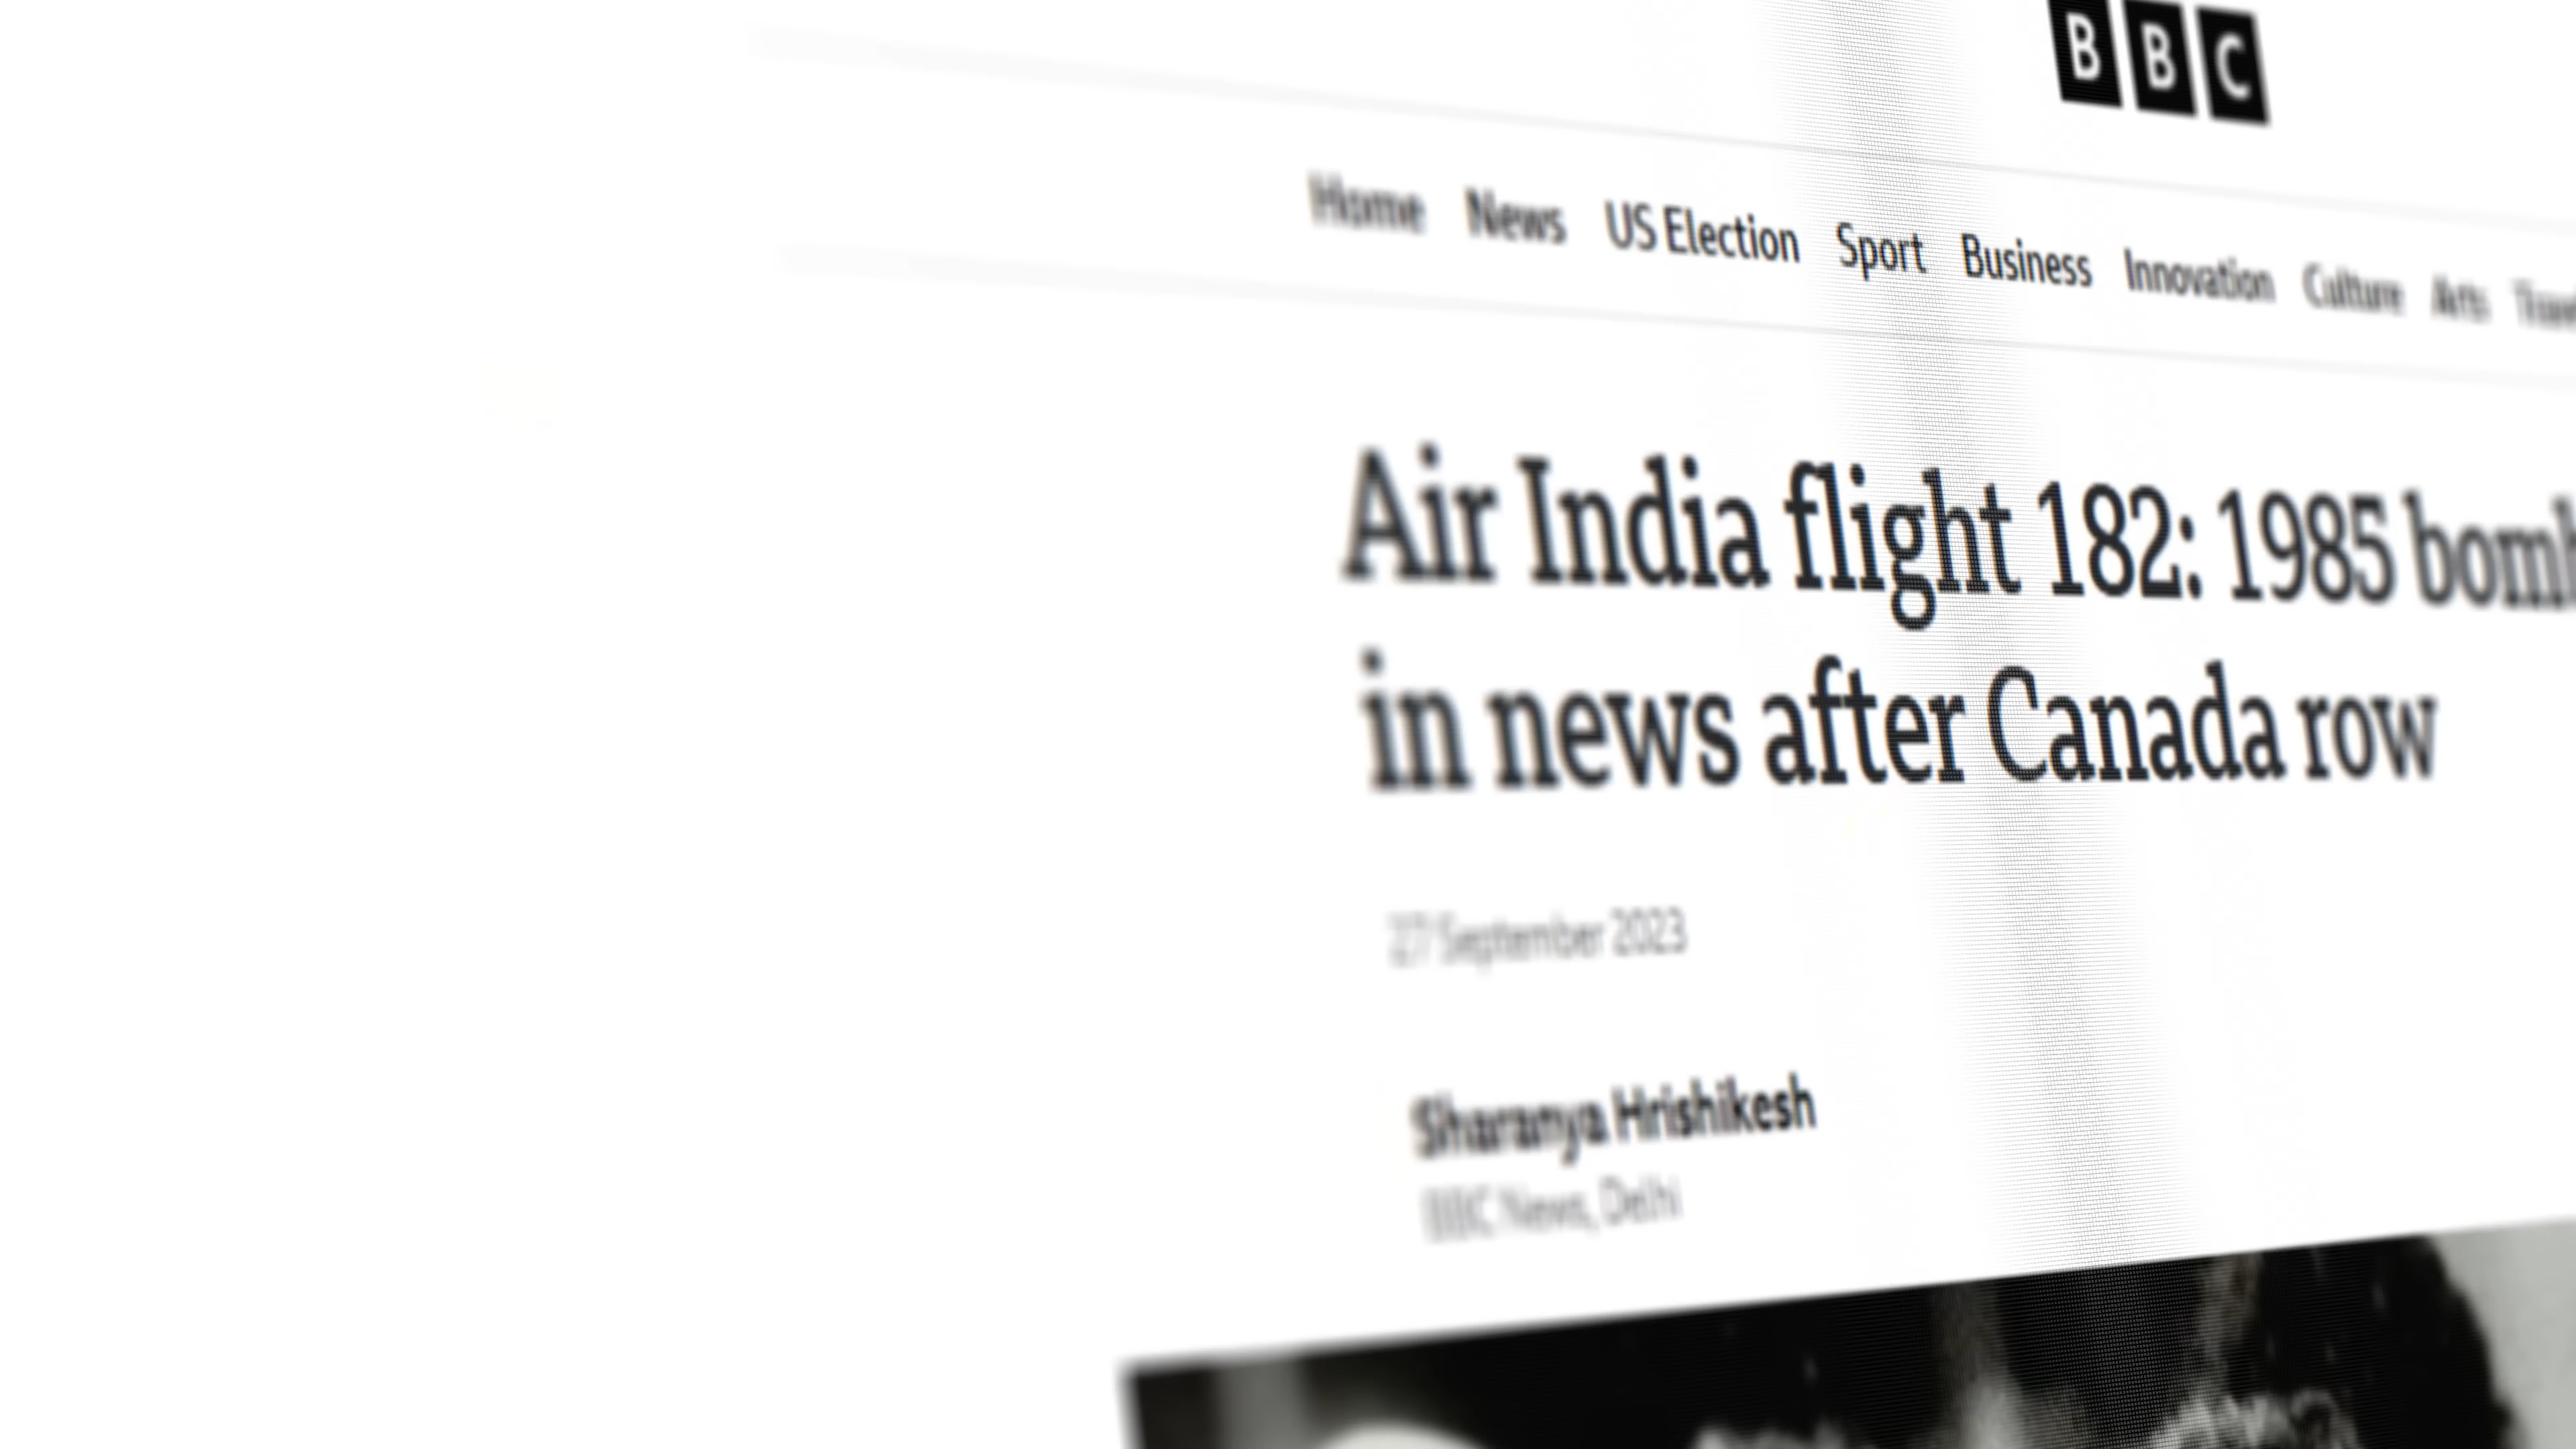 BBC
Home News US Election Sport Business Innovation Culture Arts
Air India flight 182: 1985
in news after Canada row
27 September 2023
Sharanya Hrishikesh
BBC News, Delhi